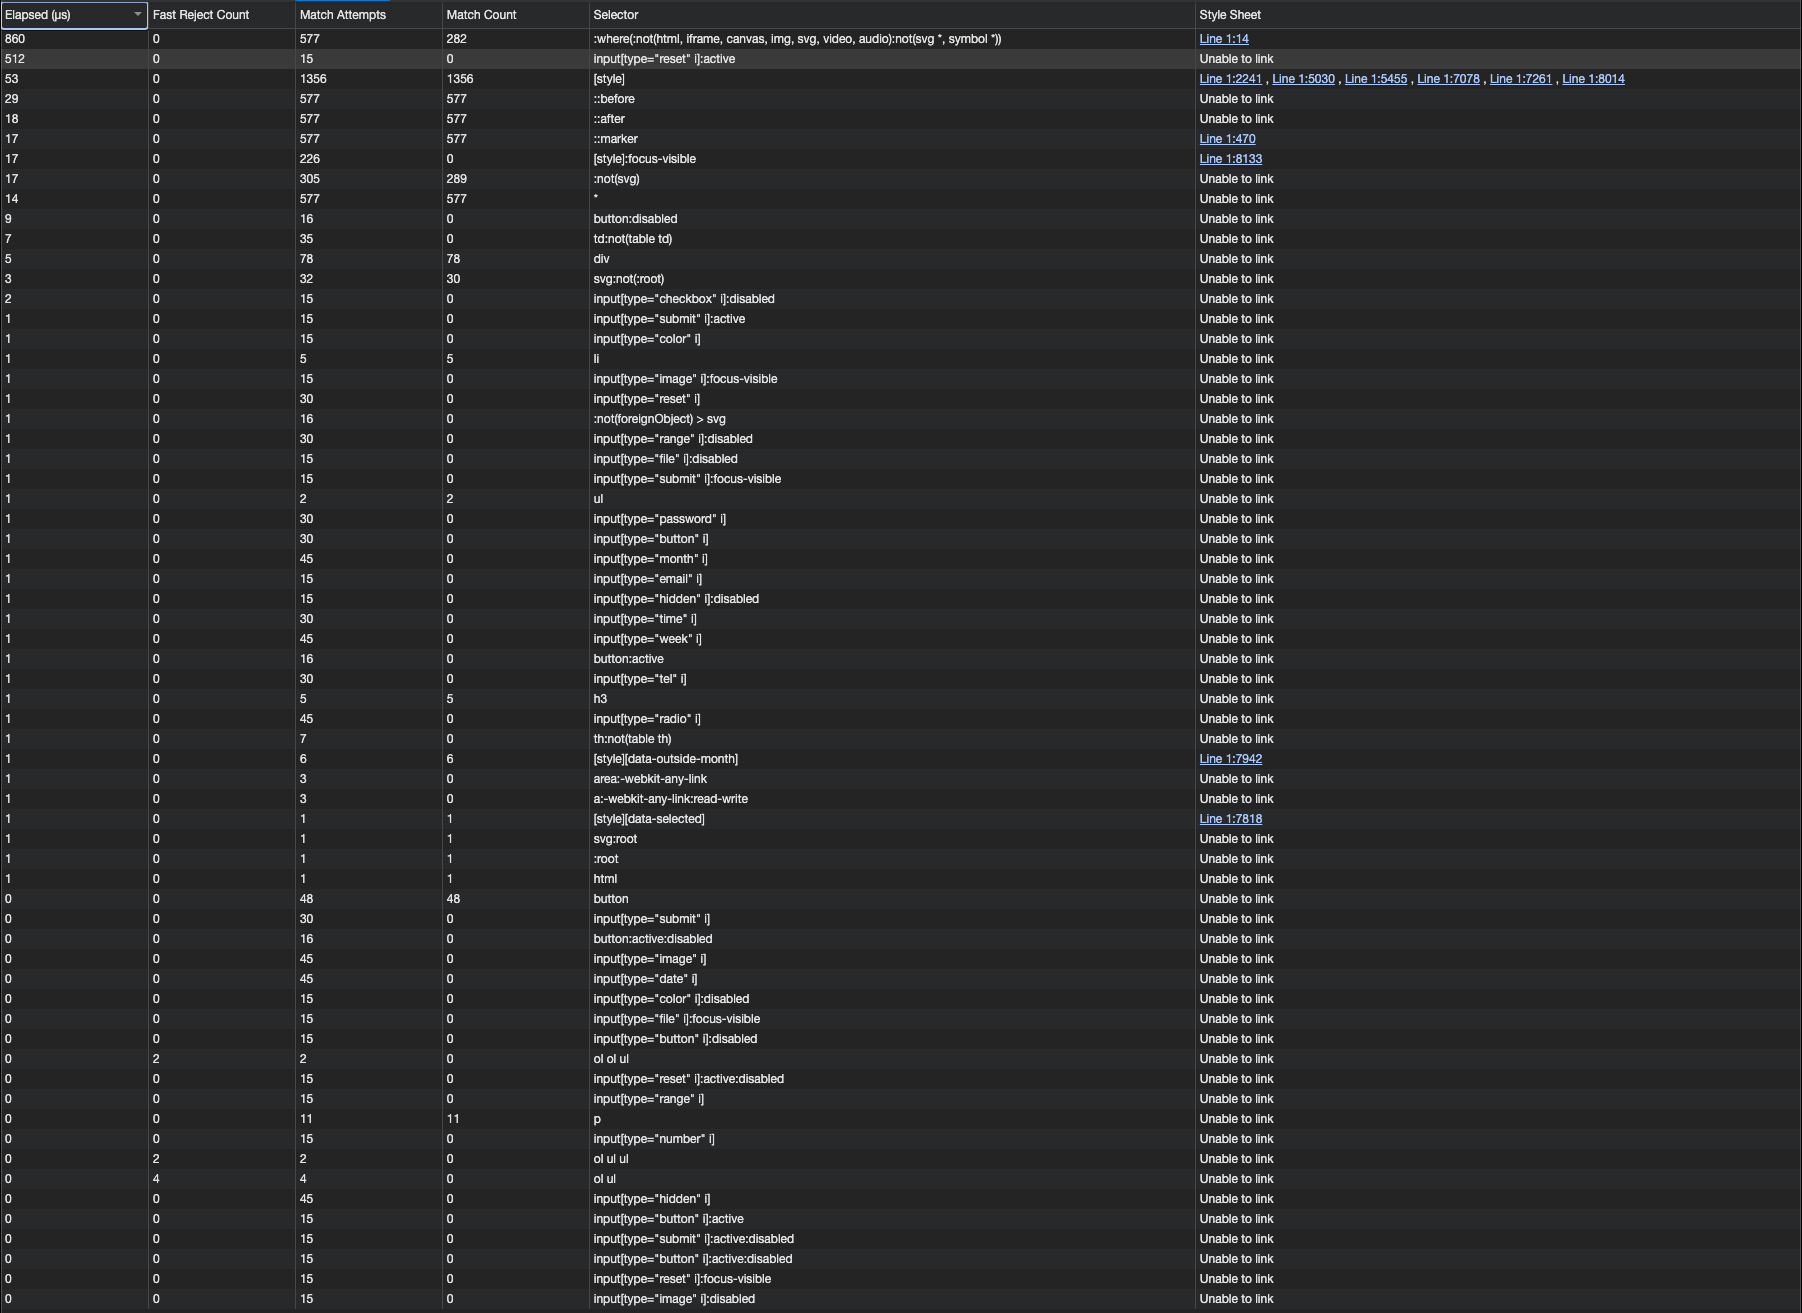 Elapsed (μs) Fast Reject Count Match Attempts Match Count Selector Style Sheet
860 0 577 282 :where(:not(html, iframe, canvas, img, svg, video, audio):not(svg *, symbol *)) Line 1:14
512 0 15 0 input[type="reset" i]:active Unable to link
53 0 1356 1356 [style] Line 1:2241 , Line 1:5030 , Line 1:5455 , Line 1:7078 , Line 1:7261 , Line 1:8014
29 0 577 577 ::before Unable to link
18 0 577 577 ::after Unable to link
17 0 577 577 ::marker Line 1:470
17 0 226 0 [style]:focus-visible Line 1:8133
17 0 305 289 :not(svg) Unable to link
14 0 577 577 * Unable to link
9 0 16 0 button:disabled Unable to link
7 0 35 0 td:not(table td) Unable to link
5 0 78 78 div Unable to link
3 0 32 30 svg:not(:root) Unable to link
2 0 15 0 input[type="checkbox" i]:disabled Unable to link
1 0 15 0 input[type="submit" i]:active Unable to link
1 0 15 0 input[type="color" i] Unable to link
1 0 5 5 li Unable to link
1 0 15 0 input[type="image" i]:focus-visible Unable to link
1 0 30 0 input[type="reset" i] Unable to link
1 0 16 0 :not(foreignObject) > svg Unable to link
1 0 30 0 input[type="range" i]:disabled Unable to link
1 0 15 0 input[type="file" i]:disabled Unable to link
1 0 15 0 input[type="submit" i]:focus-visible Unable to link
1 0 2 2 ul Unable to link
1 0 30 0 input[type="password" i] Unable to link
1 0 30 0 input[type="button" i] Unable to link
1 0 45 0 input[type="month" i] Unable to link
1 0 15 0 input[type="email" i] Unable to link
1 0 15 0 input[type="hidden" i]:disabled Unable to link
1 0 30 0 input[type="time" i] Unable to link
1 0 45 0 input[type="week" i] Unable to link
1 0 16 0 button:active Unable to link
1 0 30 0 input[type="tel" i] Unable to link
1 0 5 5 h3 Unable to link
1 0 45 0 input[type="radio" i] Unable to link
1 0 7 0 th:not(table th) Unable to link
1 0 6 6 [style][data-outside-month] Line 1:7942
1 0 3 0 area:-webkit-any-link Unable to link
1 0 3 0 a:-webkit-any-link:read-write Unable to link
1 0 1 1 [style][data-selected] Line 1:7818
1 0 1 1 svg:root Unable to link
1 0 1 1 :root Unable to link
1 0 1 1 html Unable to link
0 0 48 48 button Unable to link
0 0 30 0 input[type="submit" i] Unable to link
0 0 16 0 button:active:disabled Unable to link
0 0 45 0 input[type="image" i] Unable to link
0 0 45 0 input[type="date" i] Unable to link
0 0 15 0 input[type="color" i]:disabled Unable to link
0 0 15 0 input[type="file" i]:focus-visible Unable to link
0 0 15 0 input[type="button" i]:disabled Unable to link
0 2 2 0 ol ol ul Unable to link
0 0 15 0 input[type="reset" i]:active:disabled Unable to link
0 0 15 0 input[type="range" i] Unable to link
0 0 11 11 p Unable to link
0 0 15 0 input[type="number" i] Unable to link
0 2 2 0 ol ul ul Unable to link
0 4 4 0 ol ul Unable to link
0 0 45 0 input[type="hidden" i] Unable to link
0 0 15 0 input[type="button" i]:active Unable to link
0 0 15 0 input[type="submit" i]:active:disabled Unable to link
0 0 15 0 input[type="button" i]:active:disabled Unable to link
0 0 15 0 input[type="reset" i]:focus-visible Unable to link
0 0 15 0 input[type="image" i]:disabled Unable to link